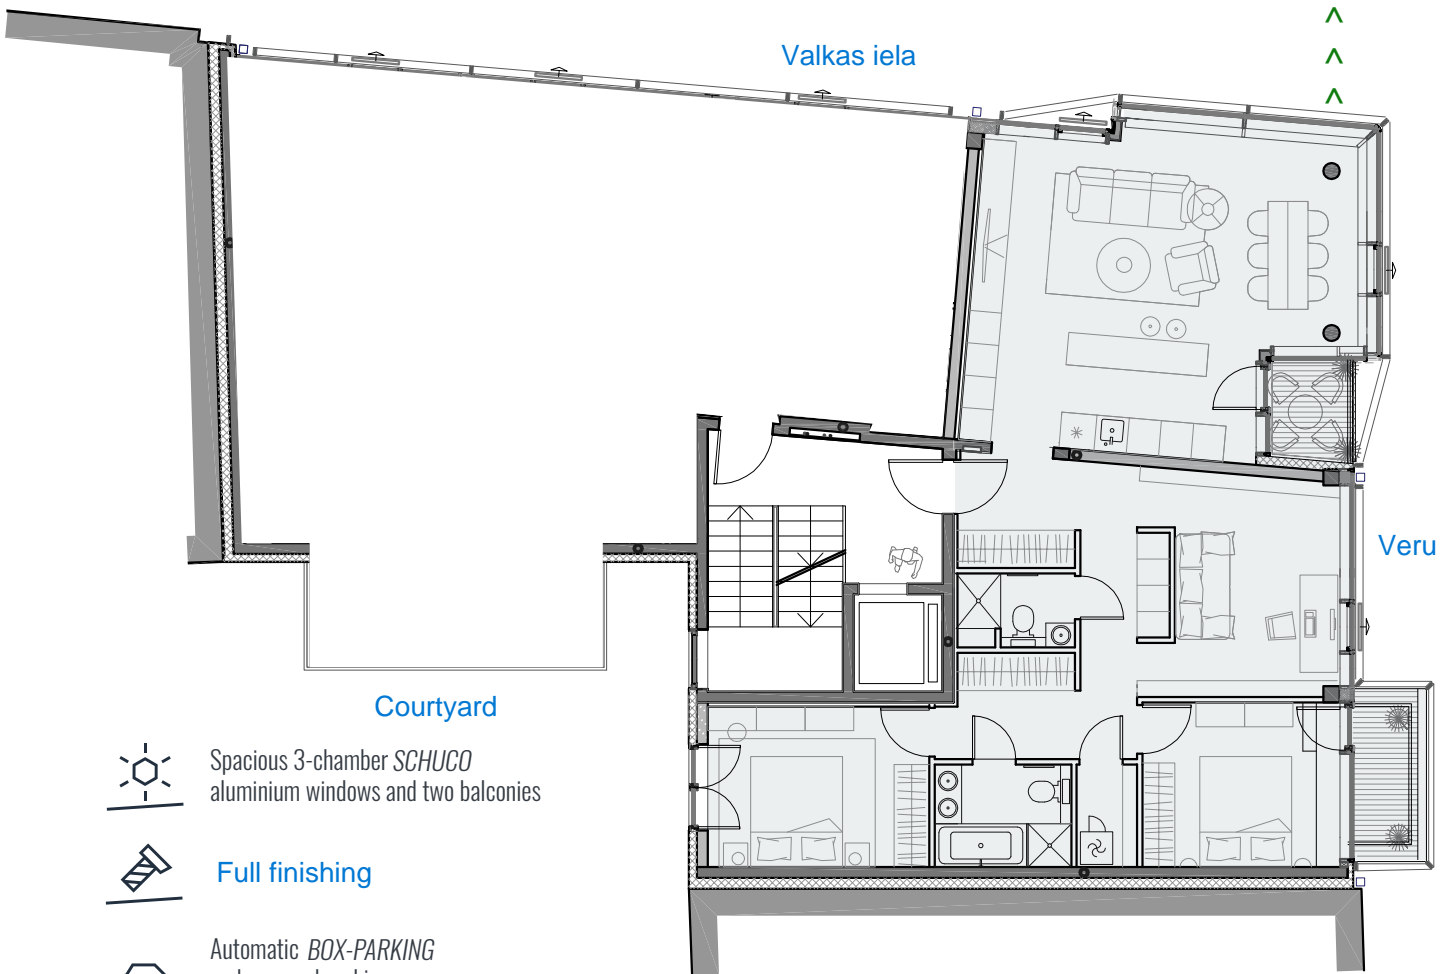 Valkas iela
Veru
Courtyard
Spacious 3-chamber SCHUCO
aluminium windows and two balconies
Full finishing
Automatic BOX-PARKING